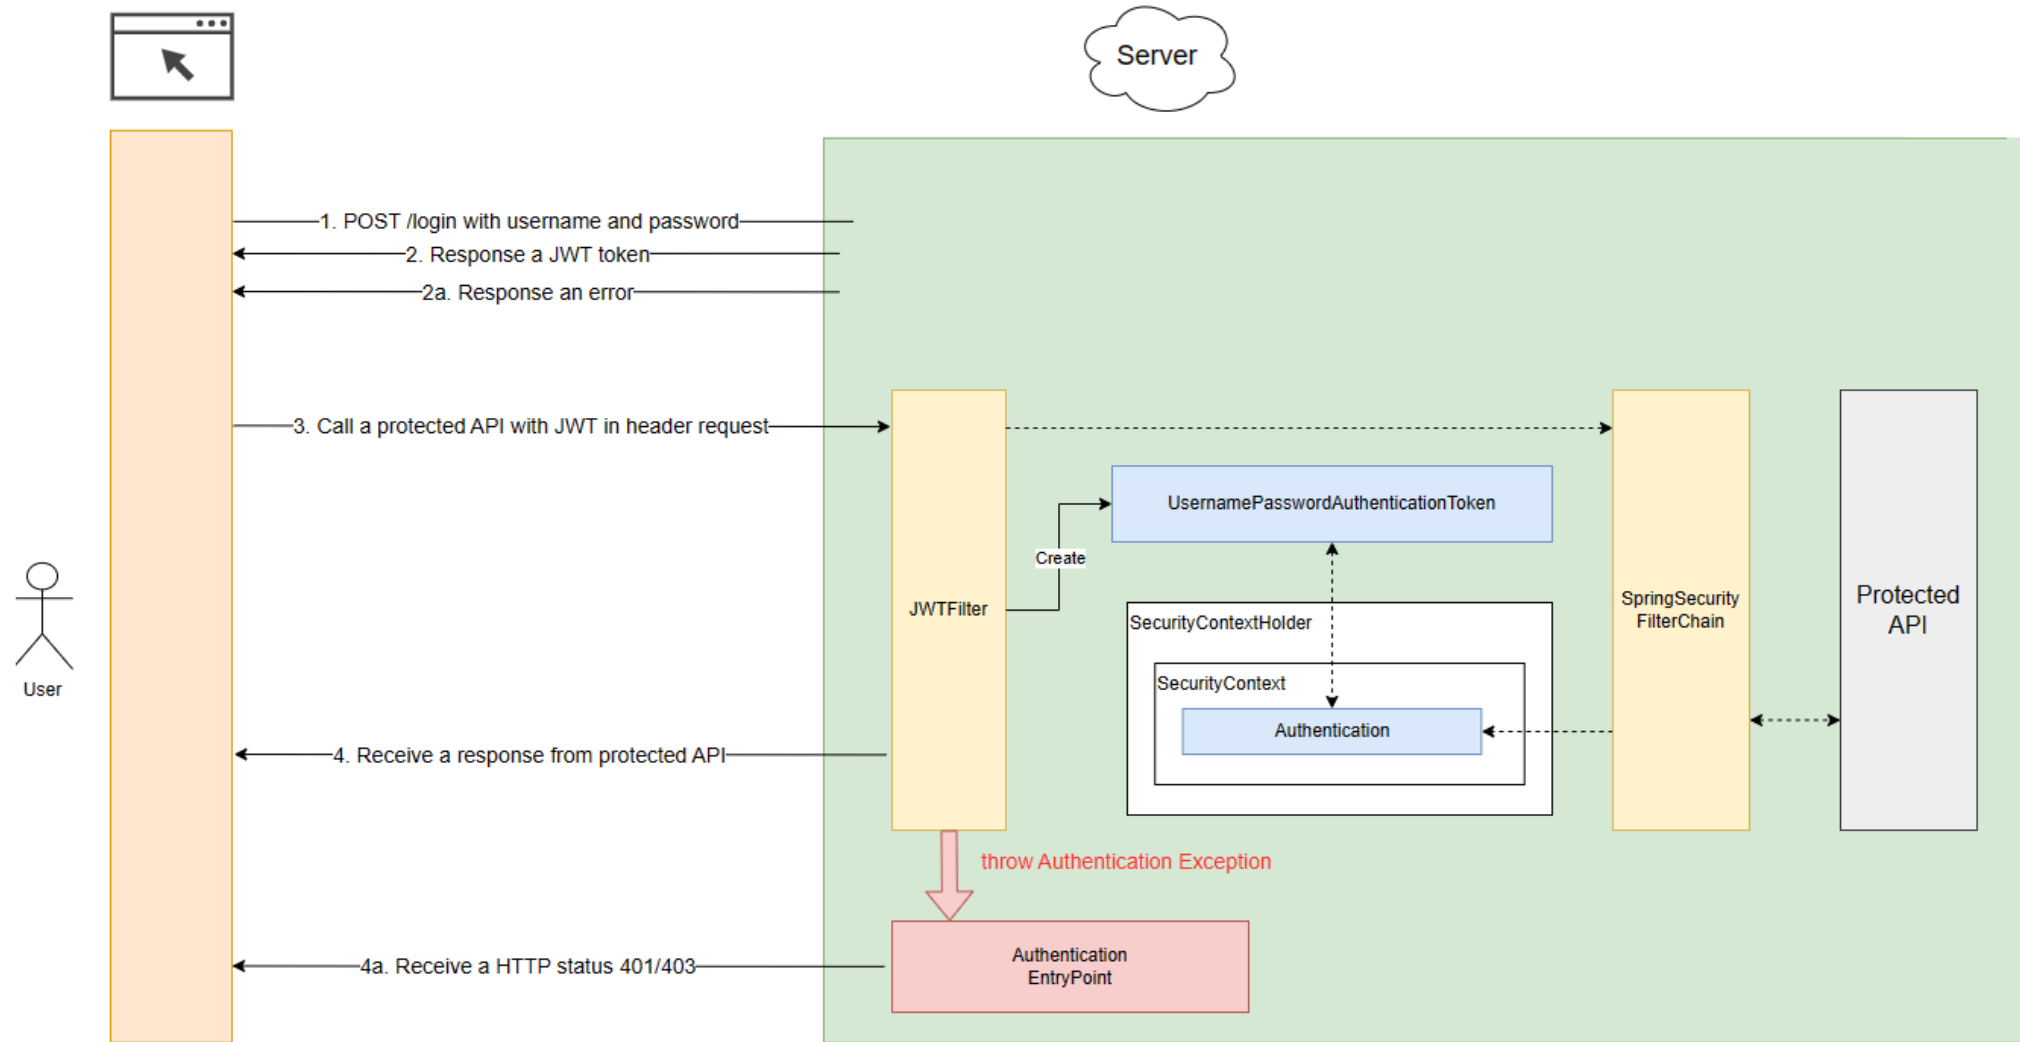 Server
1. POST /login with username and password
2. Response a JWT token
2a. Response an error
3. Call a protected API with JWT in header request
UsernamePasswordAuthenticationToken
Create
JWTFilter
SecurityContextHolder
SecurityContext
Authentication
SpringSecurity
FilterChain
Protected
API
User
4. Receive a response from protected API
throw Authentication Exception
Authentication
EntryPoint
4a. Receive a HTTP status 401/403